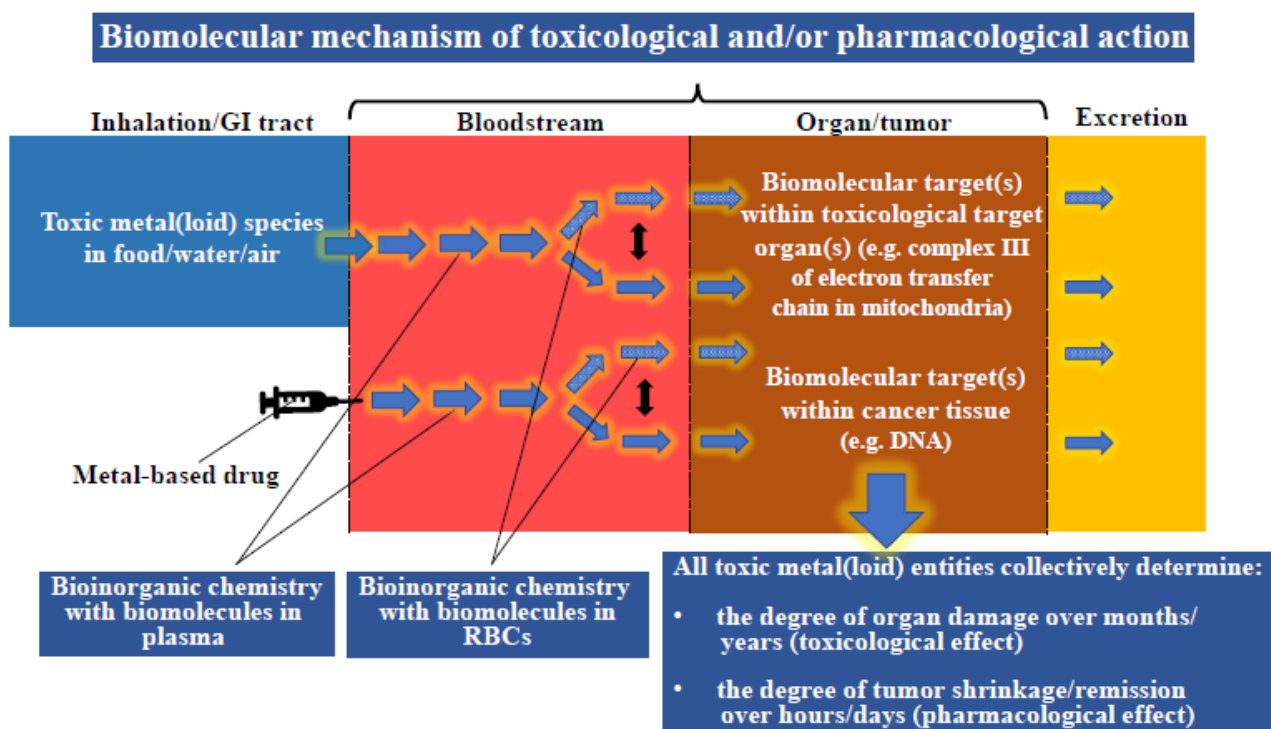 Biomolecular mechanism of toxicological and/or pharmacological action
Inhalation/GI tract
Bloodstream
Organ/tumor
Excretion
Toxic metal(loid) species
in food/water/air
Biomolecular target(s)
within toxicological target
organ(s) (e.g. complex III
of electron transfer
chain in mitochondria)
Biomolecular target(s)
within cancer tissue
(e.g. DNA)
Metal-based drug
Bioinorganic chemistry
with biomolecules in
plasma
Bioinorganic chemistry
with biomolecules in
RBCs
All toxic metal(loid) entities collectively determine:
• the degree of organ damage over months/
years (toxicological effect)
• the degree of tumor shrinkage/remission
over hours/days (pharmacological effect)